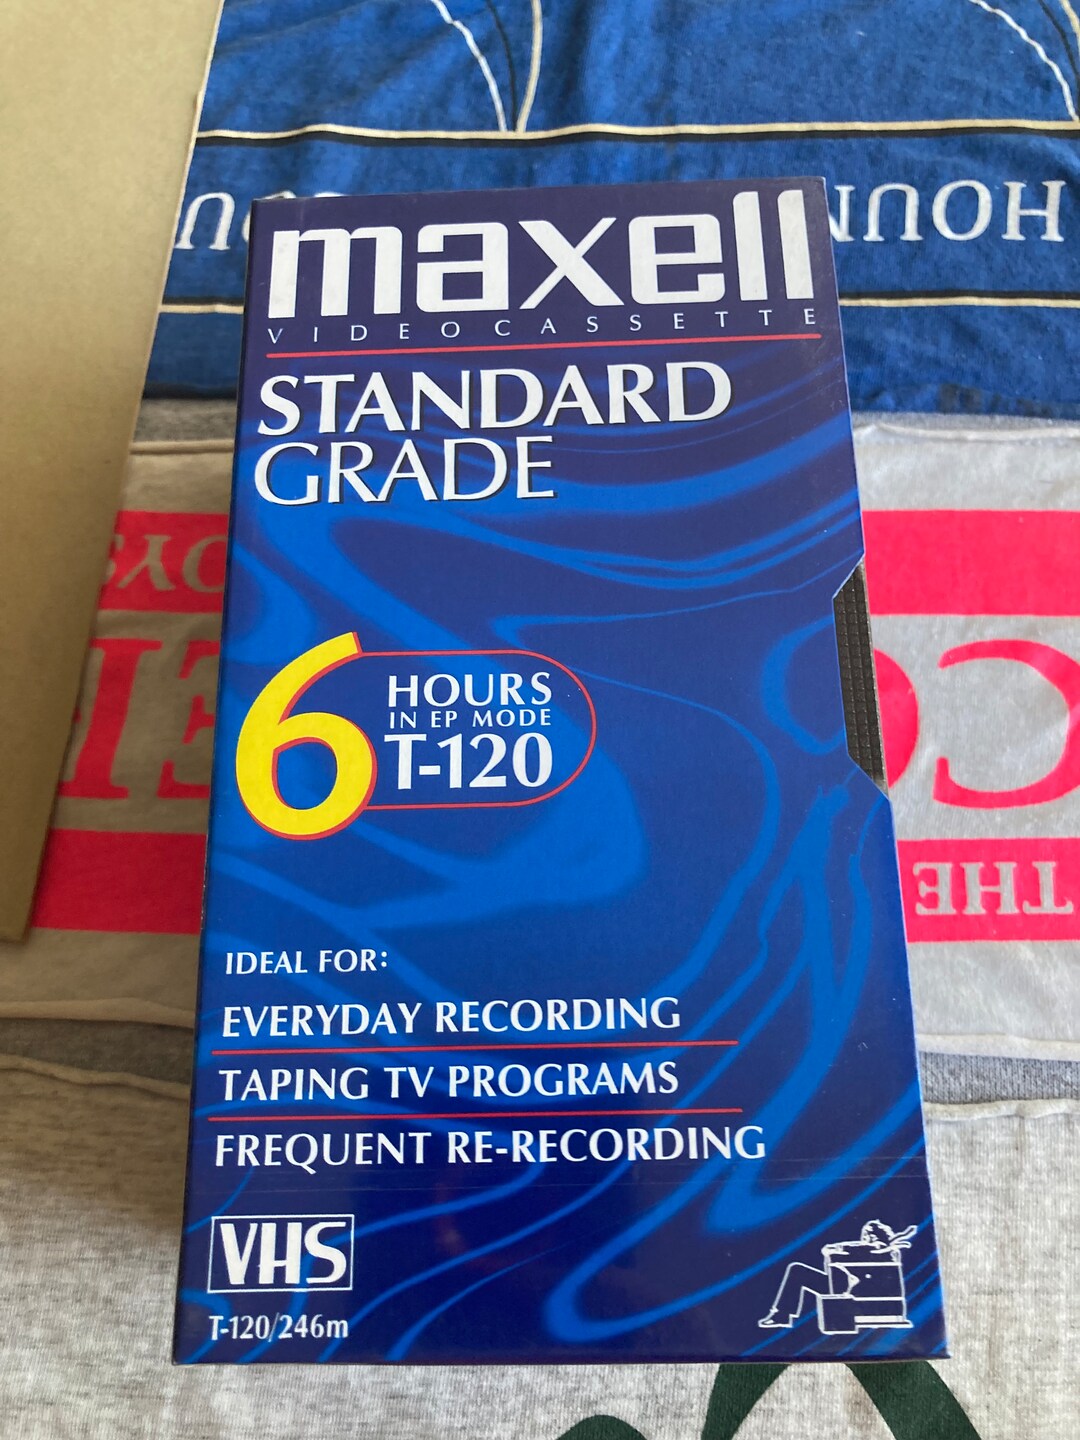 maxell
VIDEOCASSETTE
STANDARD
GRADE
6 HOURS
IN EP MODE
T-120
IDEAL FOR:
EVERYDAY RECORDING
TAPING TV PROGRAMS
FREQUENT RE-RECORDING
VHS
T-120/246m
THE